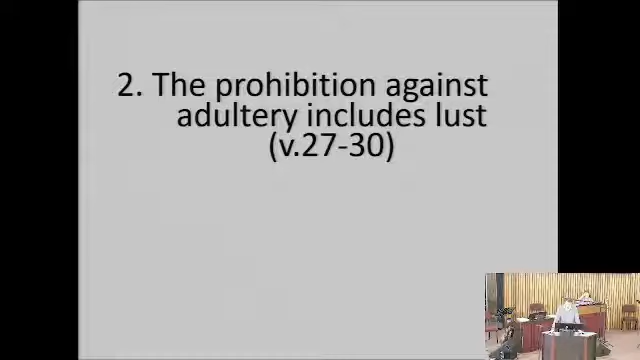 2. The prohibition against
adultery includes lust
(v.27-30)